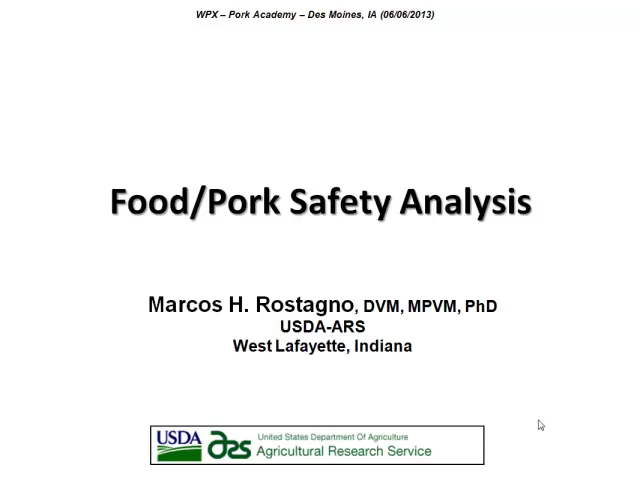 WPX – Pork Academy – Des Moines, IA (06/06/2013)
Food/Pork Safety Analysis
Marcos H. Rostagno, DVM, MPVM, PhD
USDA-ARS
West Lafayette, Indiana
USDA ars United States Department Of Agriculture
Agricultural Research Service